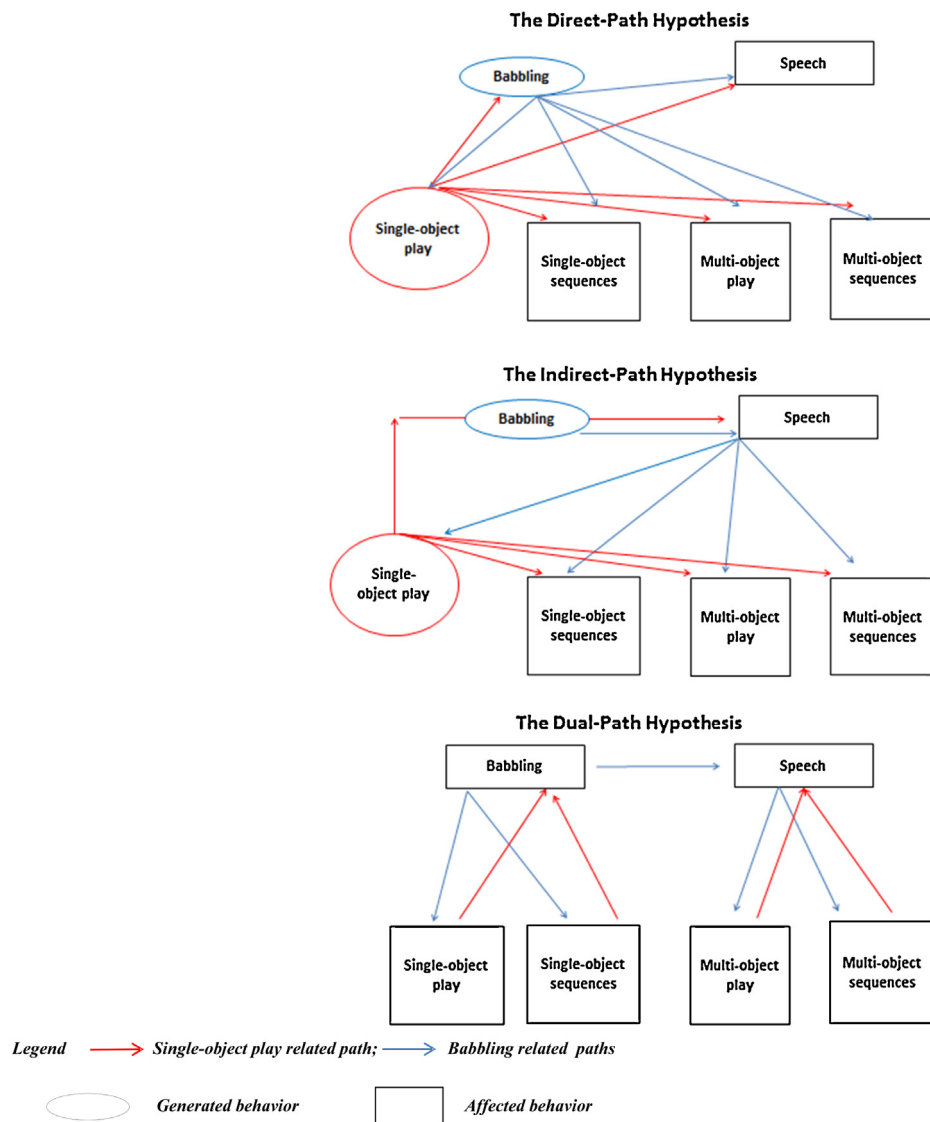 The Direct-Path Hypothesis
Babbling
Speech
Single-object
play
Single-object
sequences
Multi-object
play
Multi-object
sequences
The Indirect-Path Hypothesis
Babbling
Speech
Single-
object play
Single-object
sequences
Multi-object
play
Multi-object
sequences
The Dual-Path Hypothesis
Babbling
Speech
Single-object
play
Single-object
sequences
Multi-object
play
Multi-object
sequences
Legend Single-object play related path; Babbling related paths
Generated behavior Affected behavior